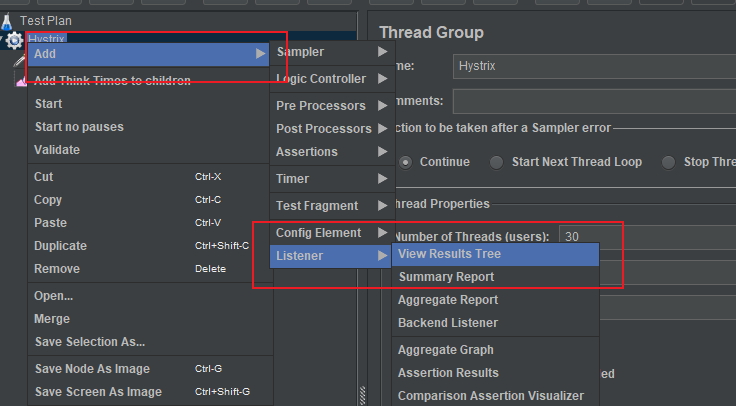 Test Plan
Hystrix
Add
Add Think Times to children
Start
Start no pauses
Validate
Cut Ctrl-X
Copy Ctrl-C
Paste Ctrl-V
Duplicate Ctrl+Shift-C
Remove Delete
Open...
Merge
Save Selection As...
Save Node As Image Ctrl-G
Save Screen As Image Ctrl+Shift-G
Sampler
Logic Controller
Pre Processors
Post Processors
Assertions
Timer
Test Fragment
Config Element
Listener
View Results Tree
Summary Report
Aggregate Report
Backend Listener
Aggregate Graph
Assertion Results
Comparison Assertion Visualizer
Thread Group
me: Hystrix
mments:
ction to be taken after a Sampler error
Continue Start Next Thread Loop Stop Thre
hread Properties
Number of Threads (users): 30
ed